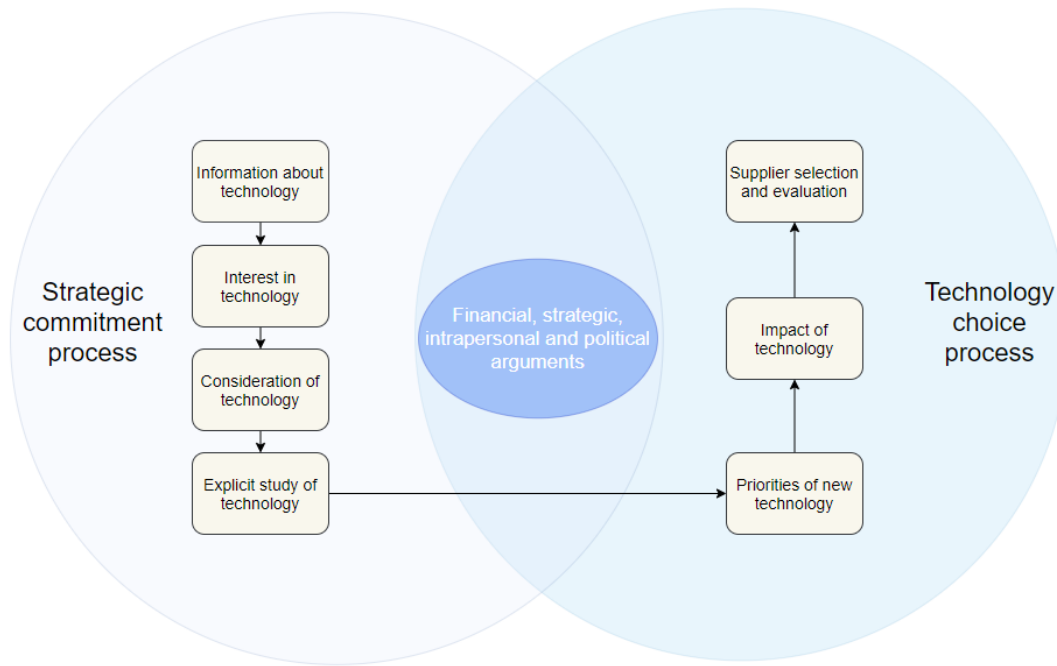 Strategic
commitment
process
Information about
technology
Interest in
technology
Consideration of
technology
Explicit study of
technology
Financial, strategic,
intrapersonal and political
arguments
Supplier selection
and evaluation
Impact of
technology
Priorities of new
technology
Technology
choice
process